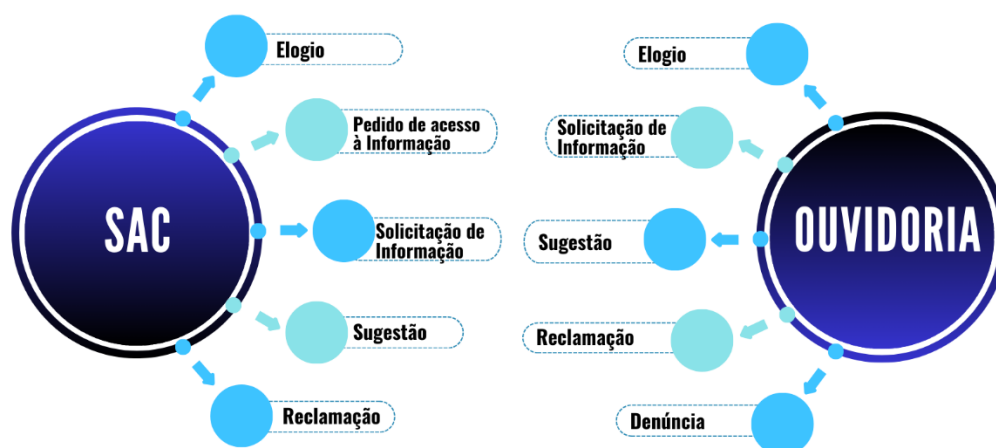 SAC
Elogio
Pedido de acesso
à Informação
Solicitação de
Informação
Sugestão
Reclamação
OUVIDORIA
Elogio
Solicitação de
Informação
Sugestão
Reclamação
Denúncia